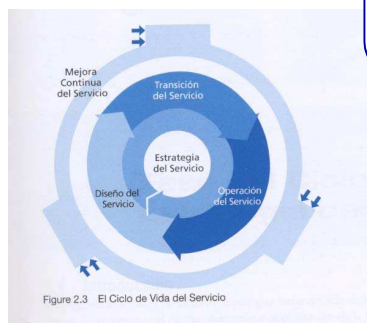 Mejora
Continua
del Servicio
Transición
del Servicio
Estrategia
del Servicio
Diseño del
Servicio
Operación
del Servicio
Figure 2.3 El Ciclo de Vida del Servicio